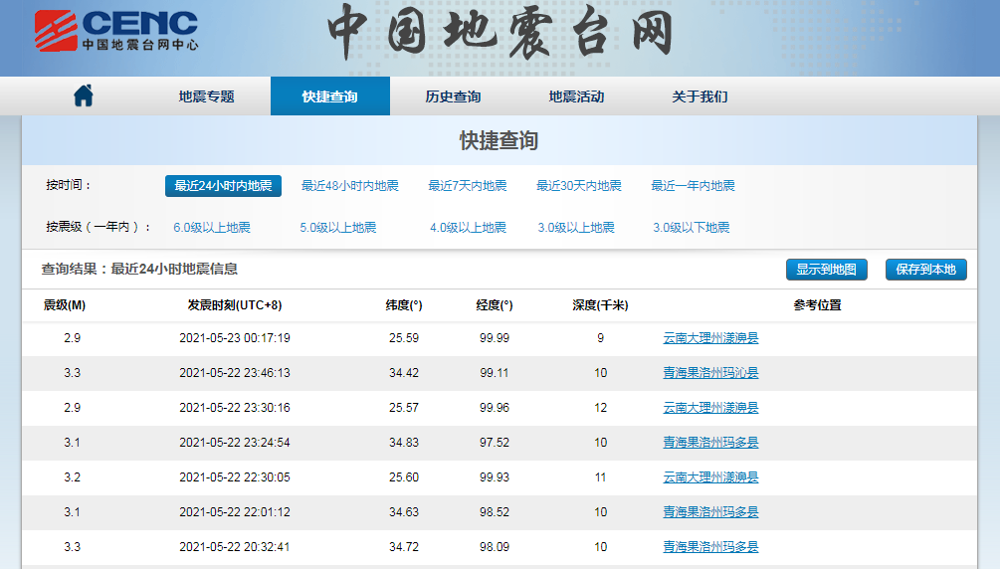 CENC
中国地震台网中心
中国地震台网
地震专题 快捷查询 历史查询 地震活动 关于我们
快捷查询
按时间： 最近24小时内地震 最近48小时内地震 最近7天内地震 最近30天内地震 最近一年内地震
按震级（一年内）： 6.0级以上地震 5.0级以上地震 4.0级以上地震 3.0级以上地震 3.0级以下地震
查询结果：最近24小时地震信息 显示到地图 保存到本地
震级(M) 发震时刻(UTC+8) 纬度(°) 经度(°) 深度(千米) 参考位置
2.9 2021-05-23 00:17:19 25.59 99.99 9 云南大理州漾濞县
3.3 2021-05-22 23:46:13 34.42 99.11 10 青海果洛州玛沁县
2.9 2021-05-22 23:30:16 25.57 99.96 12 云南大理州漾濞县
3.1 2021-05-22 23:24:54 34.83 97.52 10 青海果洛州玛多县
3.2 2021-05-22 22:30:05 25.60 99.93 11 云南大理州漾濞县
3.1 2021-05-22 22:01:12 34.63 98.52 10 青海果洛州玛多县
3.3 2021-05-22 20:32:41 34.72 98.09 10 青海果洛州玛多县